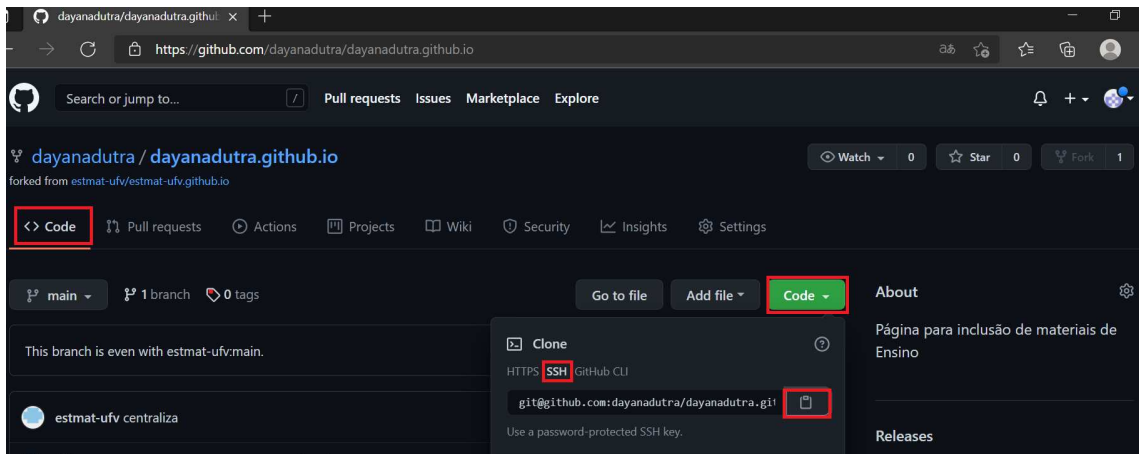 dayanadutra/dayanadutra.githul
https://github.com/dayanadutra/dayanadutra.github.io
Search or jump to... / Pull requests Issues Marketplace Explore
dayanadutra / dayanadutra.github.io
Watch 0 Star 0 Fork 1
forked from estmat-ufv/estmat-ufv.github.io
<> Code Pull requests Actions Projects Wiki Security Insights Settings
main 1 branch 0 tags Go to file Add file Code About
Página para inclusão de materiais de
Ensino
This branch is even with estmat-ufv:main.
Clone
HTTPS SSH GitHub CLI
git@github.com:dayanadutra/dayanadutra.git
Use a password-protected SSH key.
estmat-ufv centraliza
Releases